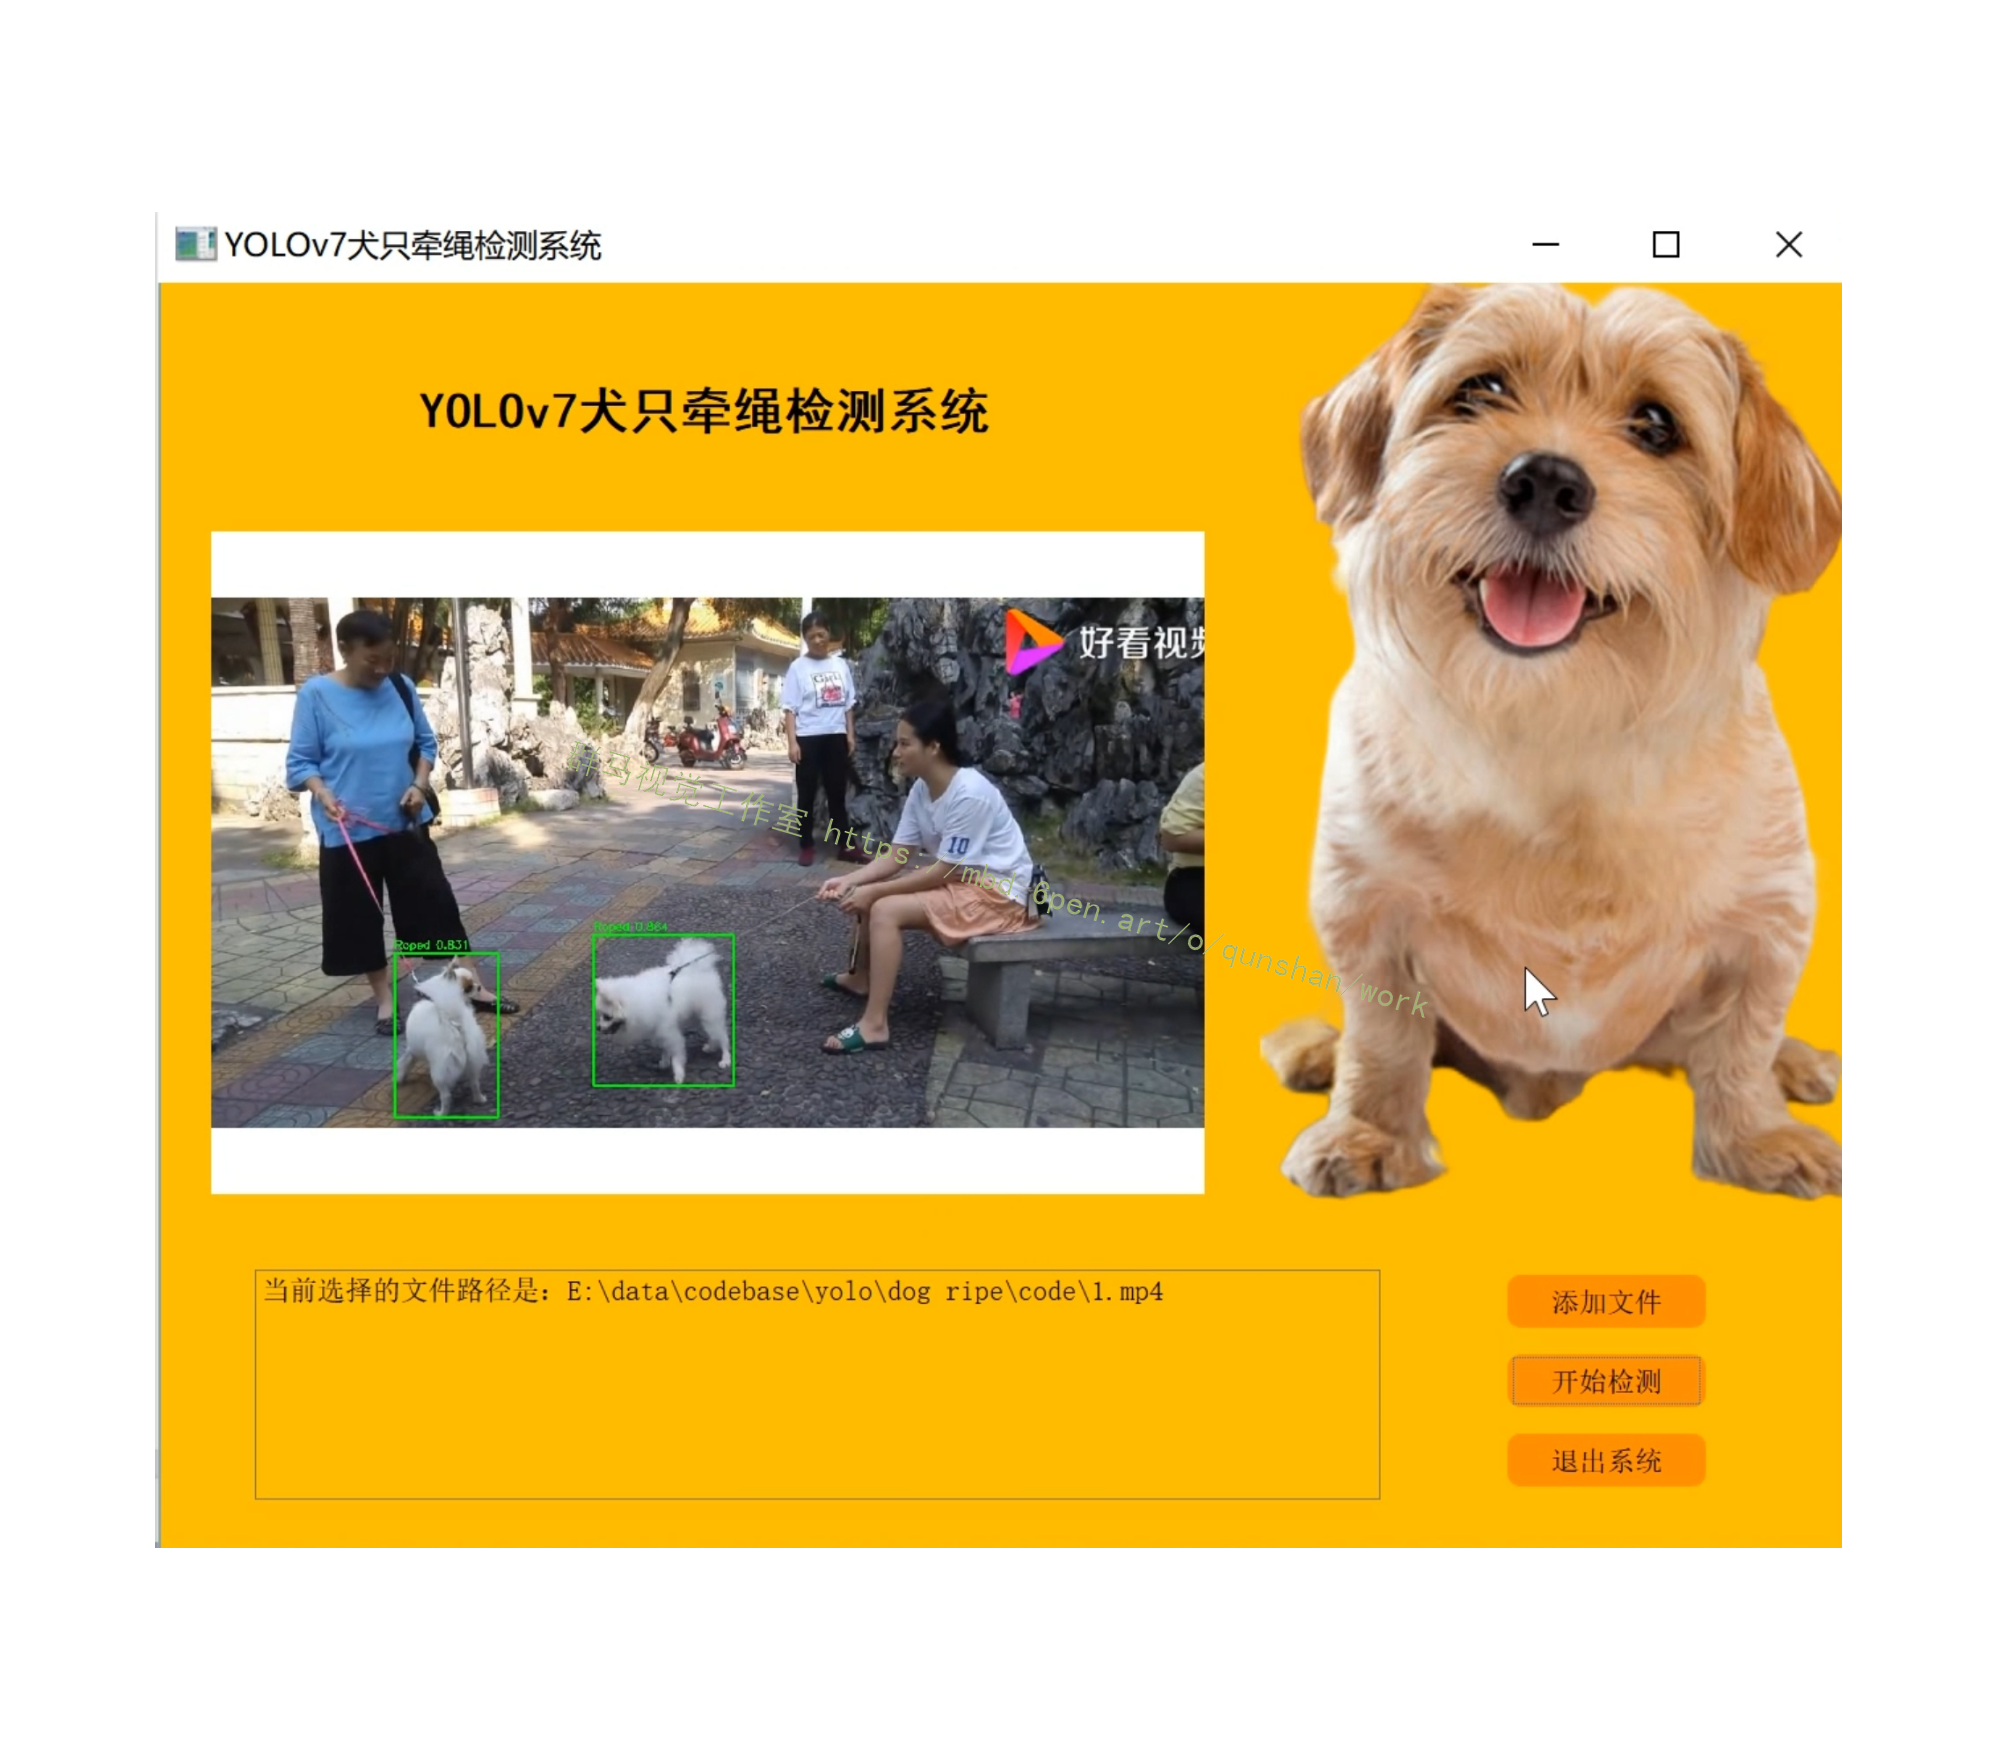 YOLOv7犬只牵绳检测系统
YOLOv7犬只牵绳检测系统
好看视频
GIRL
10
群马视觉工作室 https://mbd.6pen.art/o/qunshan/work
Roped 0.831
Roped 0.864
当前选择的文件路径是：E:\data\codebase\yolo\dog ripe\code\1.mp4
添加文件
开始检测
退出系统